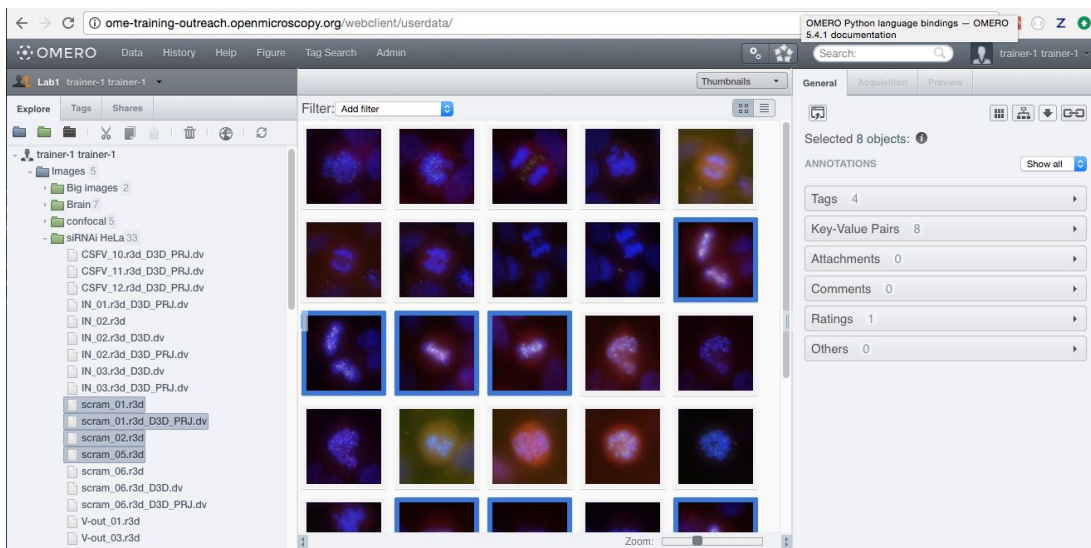 ome-training-outreach.openmicroscopy.org/webclient/userdata/
OMERO Python language bindings — OMERO
5.4.1 documentation
Z
OMERO Data History Help Figure Tag Search Admin
Search:
trainer-1 trainer-1
Lab1 trainer-1 trainer-1
Thumbnails
General Acquisition Preview
Explore Tags Shares
Filter: Add filter
Selected 8 objects:
ANNOTATIONS
Show all
Tags 4
Key-Value Pairs 8
Attachments 0
Comments 0
Ratings 1
Others 0
trainer-1 trainer-1
Images 5
Big images 2
Brain 7
confocal 5
siRNAi HeLa 33
CSFV_10.r3d_D3D_PRJ.dv
CSFV_11.r3d_D3D_PRJ.dv
CSFV_12.r3d_D3D_PRJ.dv
IN_01.r3d_D3D_PRJ.dv
IN_02.r3d
IN_02.r3d_D3D.dv
IN_02.r3d_D3D_PRJ.dv
IN_03.r3d_D3D.dv
IN_03.r3d_D3D_PRJ.dv
scram_01.r3d
scram_01.r3d_D3D_PRJ.dv
scram_02.r3d
scram_05.r3d
scram_06.r3d
scram_06.r3d_D3D.dv
scram_06.r3d_D3D_PRJ.dv
V-out_01.r3d
V-out_03.r3d
Zoom: